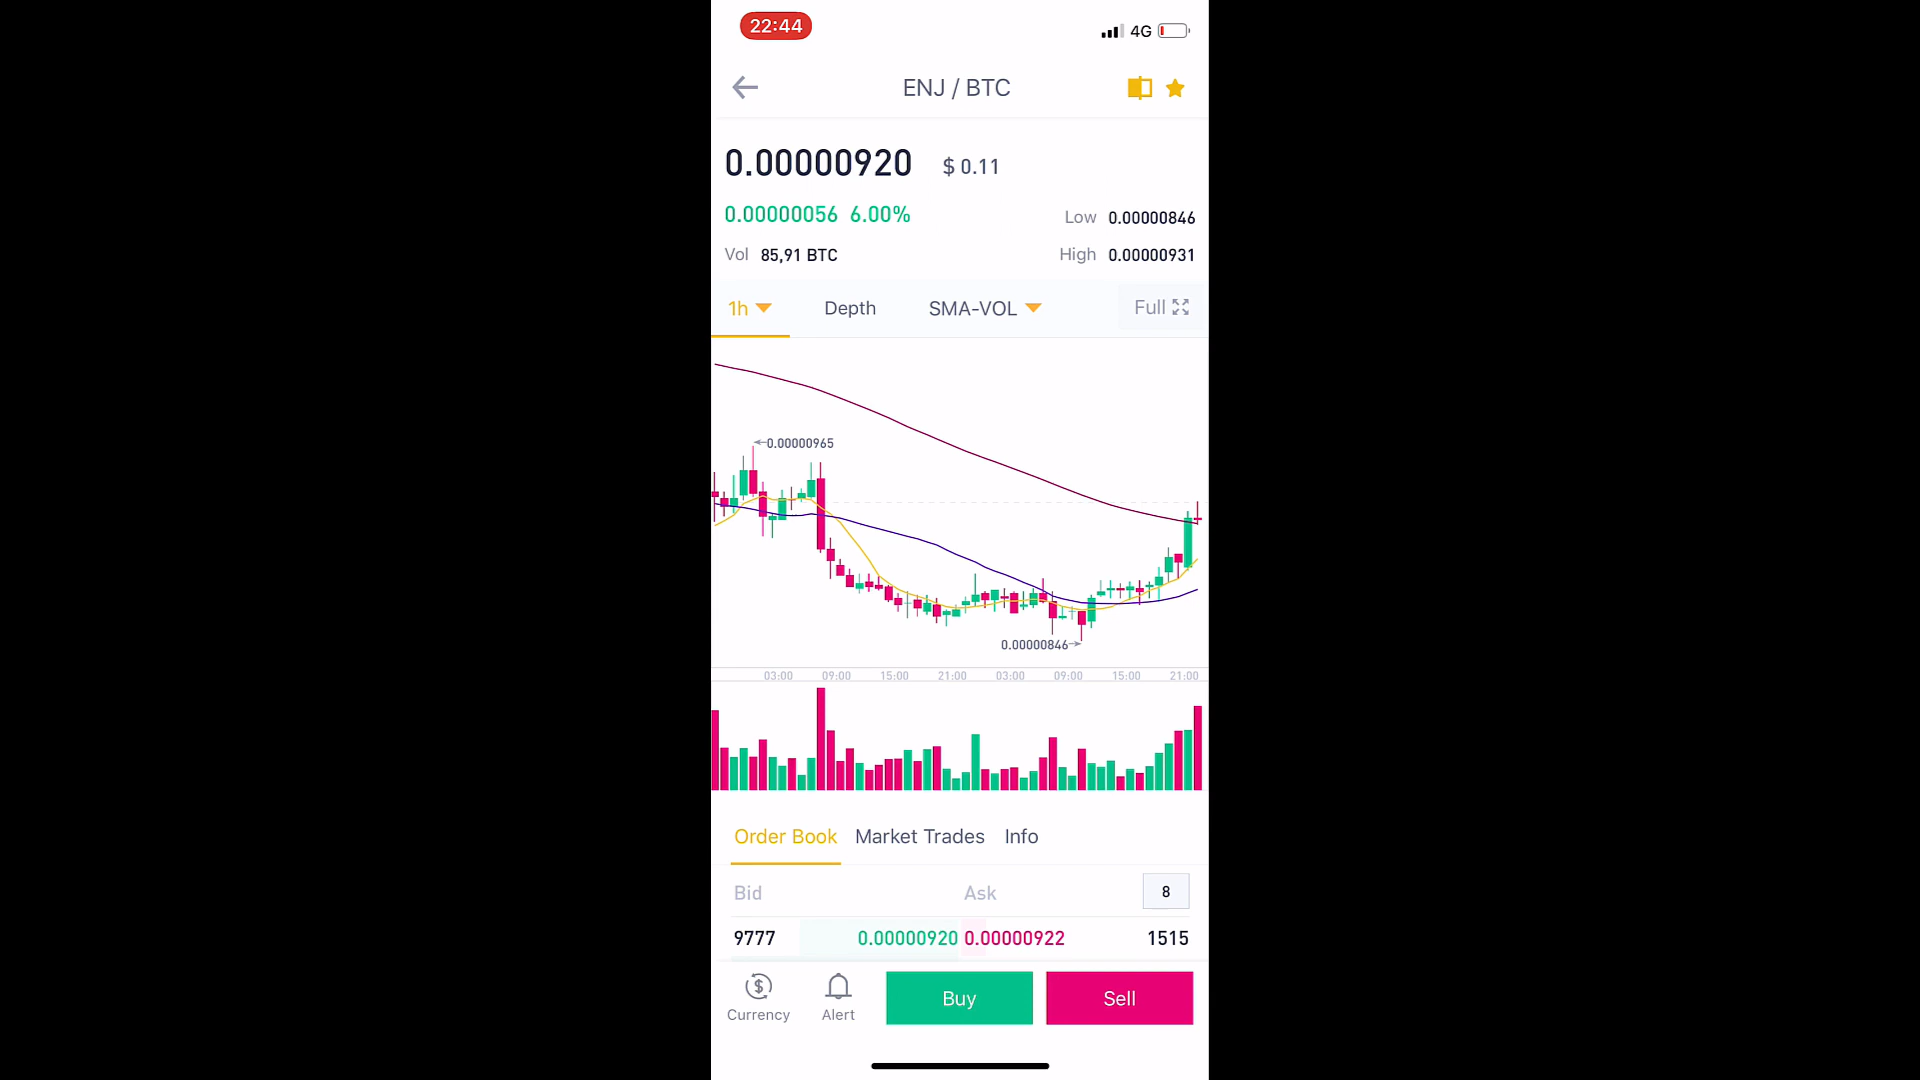 22:44 4G
ENJ / BTC
0.00000920 $ 0.11
0.00000056 6.00% Low 0.00000846
Vol 85,91 BTC High 0.00000931
1h Depth SMA-VOL Full
0.00000965
0.00000846
03:00 09:00 15:00 21:00 03:00 09:00 15:00 21:00
Order Book Market Trades Info
Bid Ask 8
9777 0.00000920 0.00000922 1515
Currency Alert Buy Sell